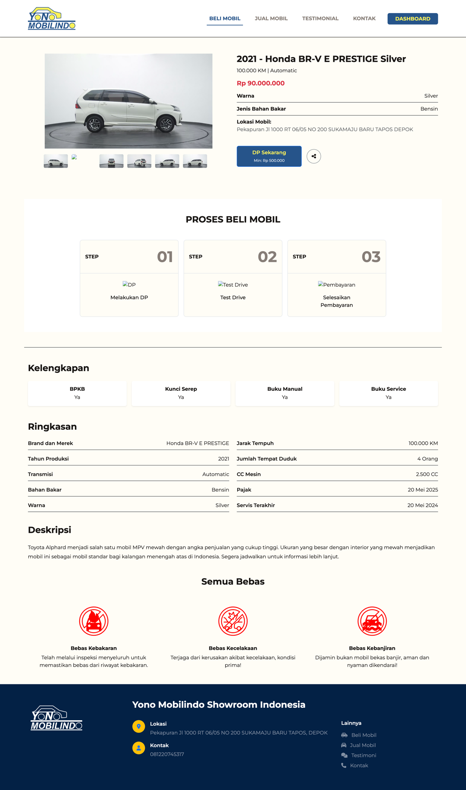 YONO
MOBILINDO
BELI MOBIL
JUAL MOBIL
TESTIMONIAL
KONTAK
DASHBOARD
2021 - Honda BR-V E PRESTIGE Silver
100.000 KM | Automatic
Rp 90.000.000
Warna Silver
Jenis Bahan Bakar Bensin
Lokasi Mobil:
Pekapuran Jl 1000 RT 06/05 NO 200 SUKAMAJU BARU TAPOS DEPOK
DP Sekarang
Min: Rp 500.000
PROSES BELI MOBIL
STEP 01
DP
Melakukan DP
STEP 02
Test Drive
Test Drive
STEP 03
Pembayaran
Selesaikan
Pembayaran
Kelengkapan
BPKB
Ya
Kunci Serep
Ya
Buku Manual
Ya
Buku Service
Ya
Ringkasan
Brand dan Merek Honda BR-V E PRESTIGE
Tahun Produksi 2021
Transmisi Automatic
Bahan Bakar Bensin
Warna Silver
Jarak Tempuh 100.000 KM
Jumlah Tempat Duduk 4 Orang
CC Mesin 2.500 CC
Pajak 20 Mei 2025
Servis Terakhir 20 Mei 2024
Deskripsi
Toyota Alphard menjadi salah satu mobil MPV mewah dengan angka penjualan yang cukup tinggi. Ukuran yang besar dengan interior yang mewah menjadikan
mobil ini sebagai mobil standar bagi kalangan menengah atas di Indonesia. Segera jadwalkan untuk informasi lebih lanjut.
Semua Bebas
Bebas Kebakaran
Telah melalui inspeksi menyeluruh untuk
memastikan bebas dari riwayat kebakaran.
Bebas Kecelakaan
Terjaga dari kerusakan akibat kecelakaan, kondisi
prima!
Bebas Kebanjiran
Dijamin bukan mobil bekas banjir, aman dan
nyaman dikendarai!
YONO
MOBILINDO
Yono Mobilindo Showroom Indonesia
Lokasi
Pekapuran Jl 1000 RT 06/05 NO 200 SUKAMAJU BARU TAPOS, DEPOK
Kontak
081220745317
Lainnya
Beli Mobil
Jual Mobil
Testimoni
Kontak